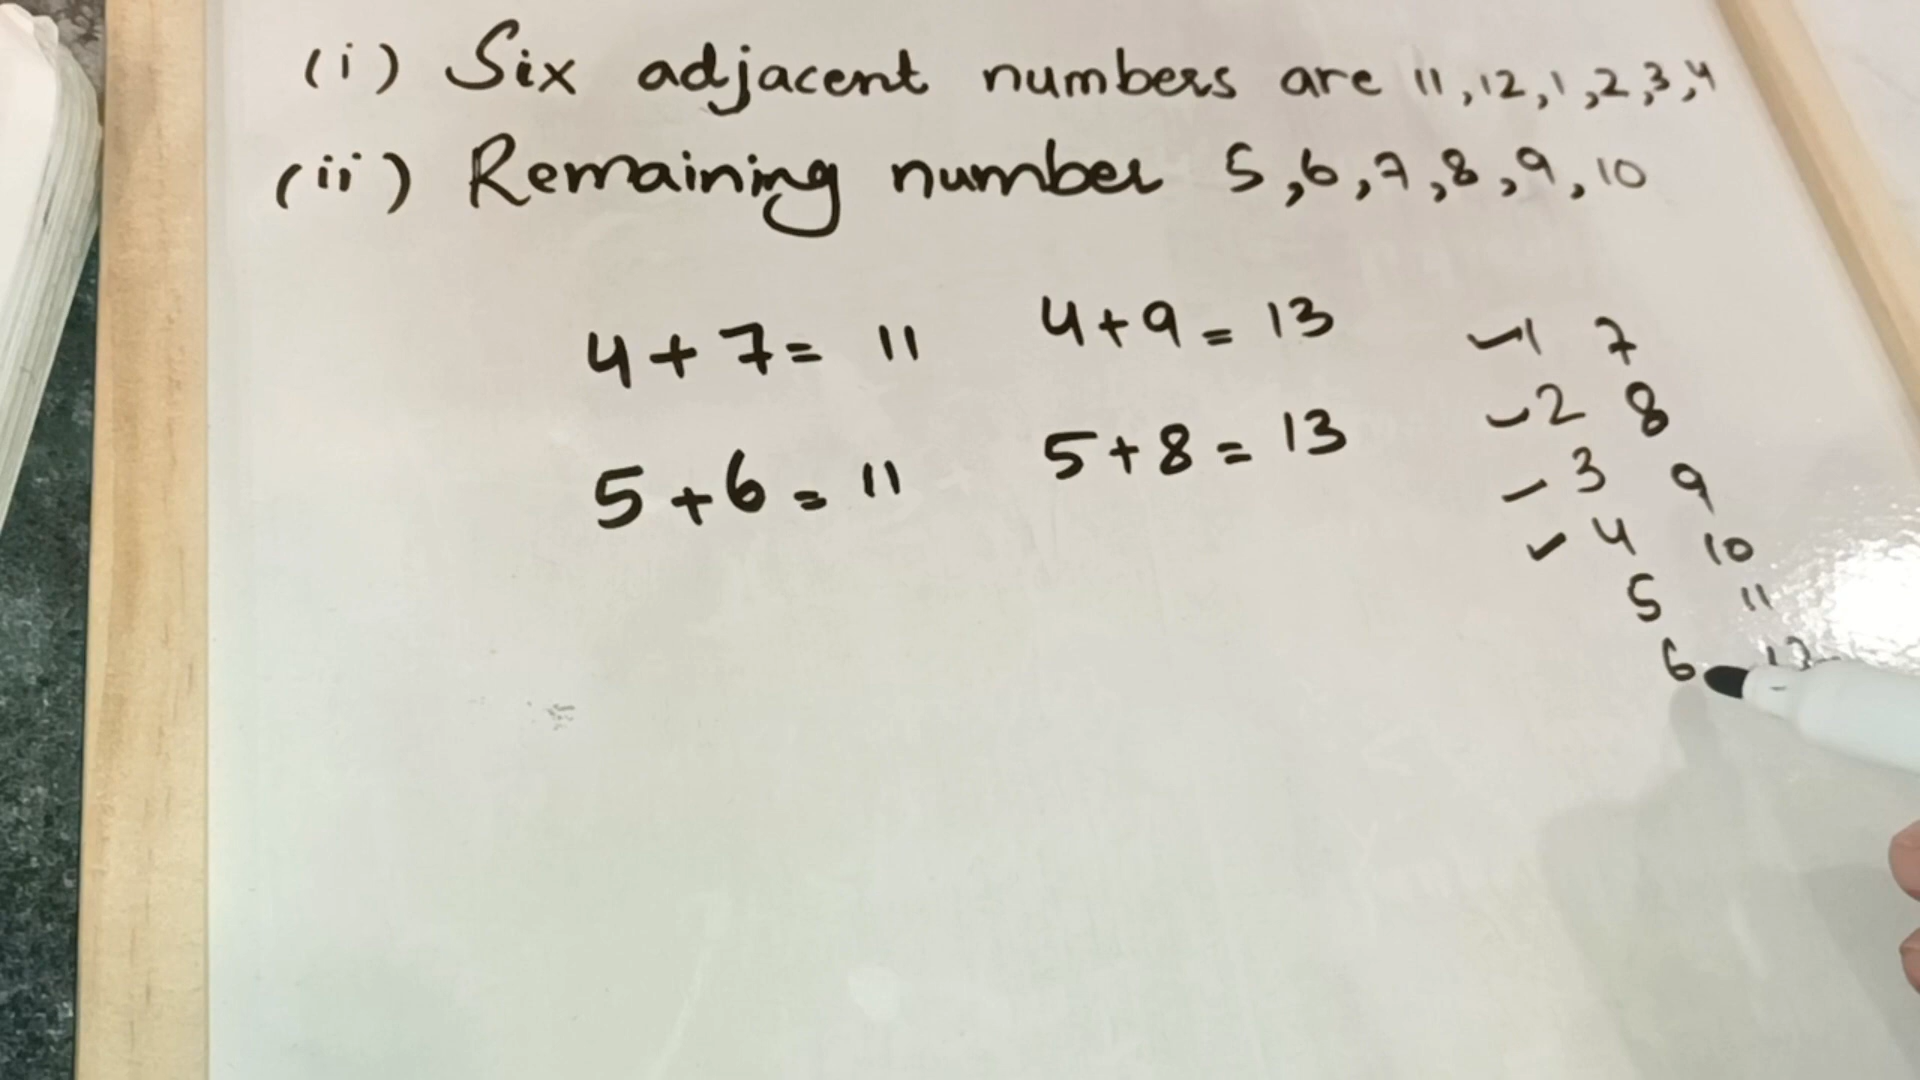 (i) Six adjacent numbers are 11, 12, 1, 2, 3, 4
(ii) Remaining number 5, 6, 7, 8, 9, 10
4 + 7 = 11
5 + 6 = 11
4 + 9 = 13
5 + 8 = 13
✓1 7
✓2 8
– 3 9
✓ 4 10
5 11
6 12